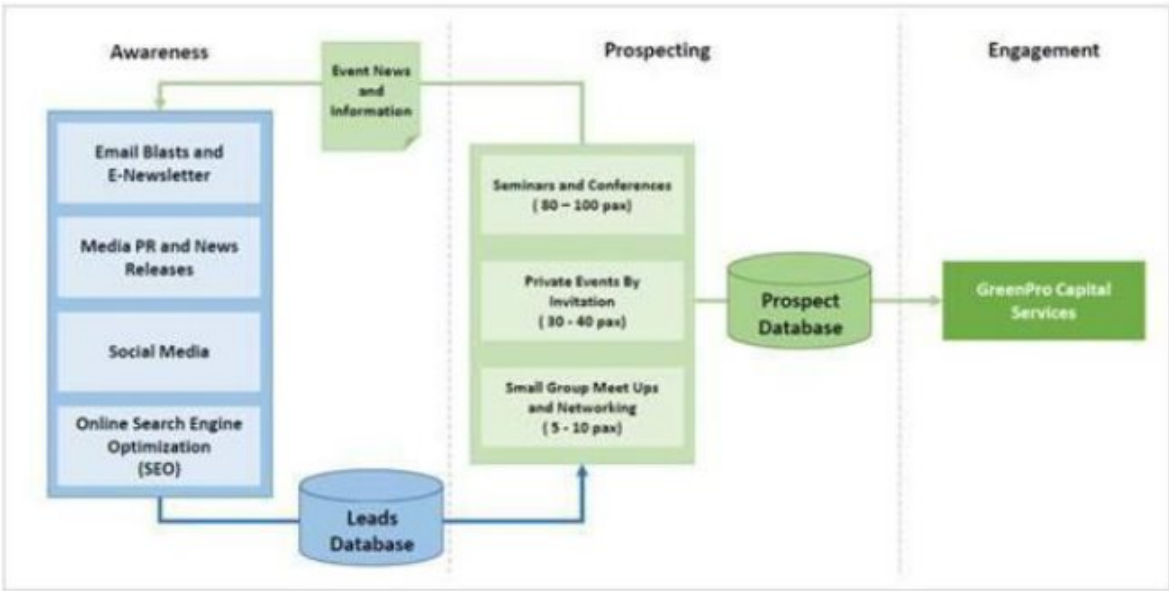 Awareness
Prospecting
Engagement
Event News
and
Information
Email Blasts and
E-Newsletter
Media PR and News
Releases
Social Media
Online Search Engine
Optimization
(SEO)
Leads
Database
Seminars and Conferences
( 80 – 100 pax)
Private Events By
Invitation
( 30 - 40 pax)
Small Group Meet Ups
and Networking
( 5 - 10 pax)
Prospect
Database
GreenPro Capital
Services